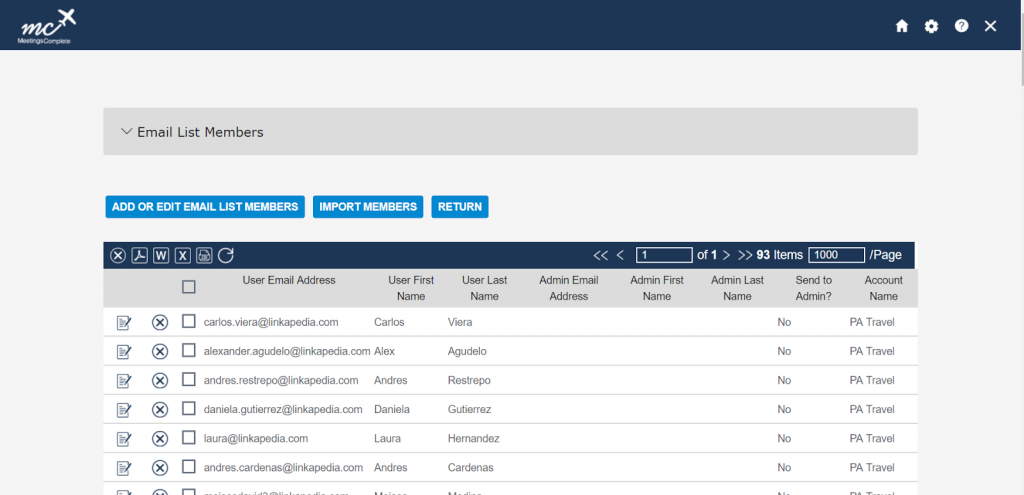 mc
MeetingsComplete
Email List Members
ADD OR EDIT EMAIL LIST MEMBERS IMPORT MEMBERS RETURN
W X << < 1 of 1 > >> 93 Items 1000 /Page
User Email Address User First Name User Last Name Admin Email Address Admin First Name Admin Last Name Send to Admin? Account Name
carlos.viera@linkapedia.com Carlos Viera No PA Travel
alexander.agudelo@linkapedia.com Alex Agudelo No PA Travel
andres.restrepo@linkapedia.com Andres Restrepo No PA Travel
daniela.gutierrez@linkapedia.com Daniela Gutierrez No PA Travel
laura@linkapedia.com Laura Hernandez No PA Travel
andres.cardenas@linkapedia.com Andres Cardenas No PA Travel